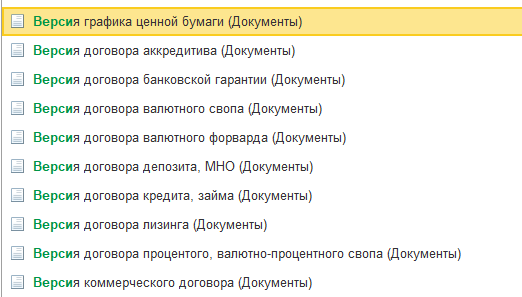 Версия графика ценной бумаги (Документы)
Версия договора аккредитива (Документы)
Версия договора банковской гарантии (Документы)
Версия договора валютного свопа (Документы)
Версия договора валютного форварда (Документы)
Версия договора депозита, МНО (Документы)
Версия договора кредита, займа (Документы)
Версия договора лизинга (Документы)
Версия договора процентого, валютно-процентного свопа (Документы)
Версия коммерческого договора (Документы)